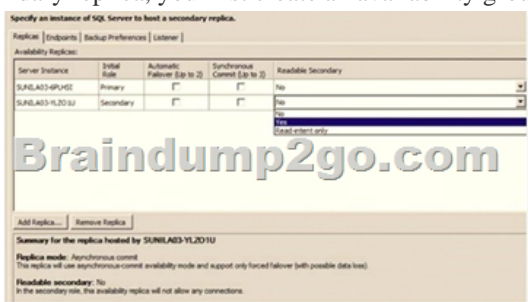 Specify an instance of SQL Server to host a secondary replica.
Replicas Endpoints Backup Preferences Listener
Availability Replicas:
Server Instance Initial Role Automatic Failover (Up to 2) Synchronous Commit (Up to 3) Readable Secondary
Primary No
Secondary No
No
Yes
Read-intent only
Braindump2go.com
Add Replica... Remove Replica
Summary for the replica hosted by SUNILA03-YLZO1U
Replica mode: Asynchronous commit
This replica will use asynchronous-commit availability mode and support only forced failover (with possible data loss).
Readable secondary: No
In the secondary role, this availability replica will not allow any connections.